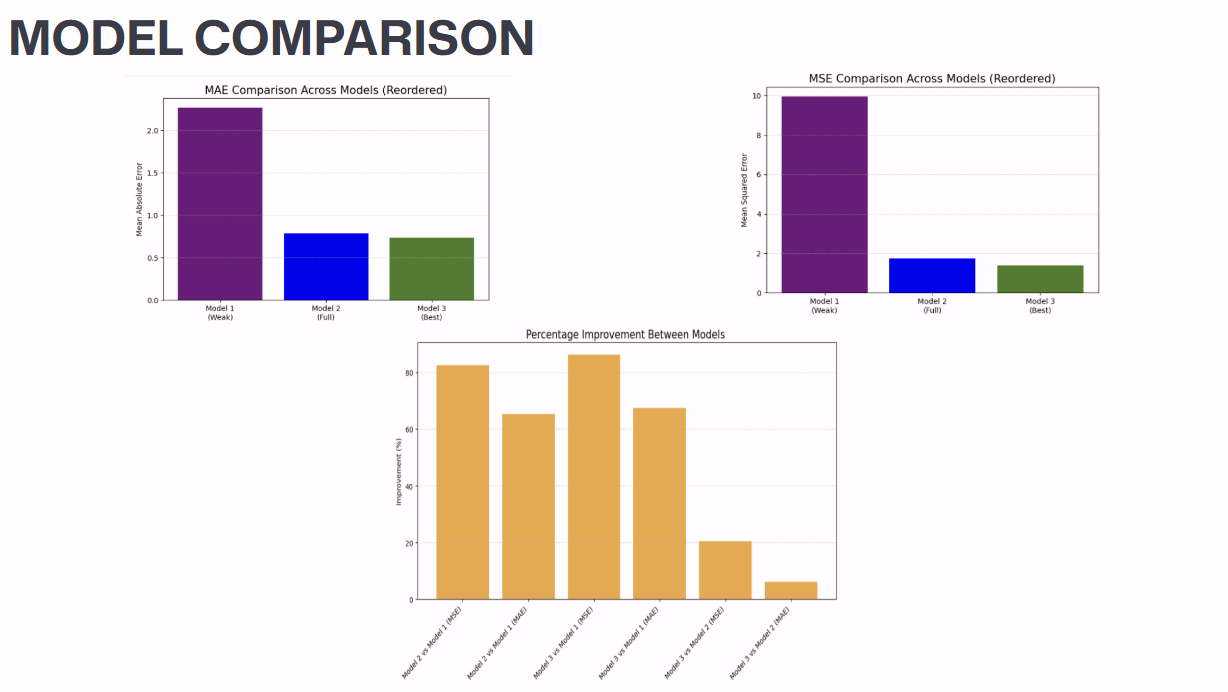 MODEL COMPARISON
MAE Comparison Across Models (Reordered)
Mean Absolute Error
2.0
1.5
1.0
0.5
0.0
Model 1
(Weak)
Model 2
(Full)
Model 3
(Best)
MSE Comparison Across Models (Reordered)
Mean Squared Error
10
8
6
4
2
0
Model 1
(Weak)
Model 2
(Full)
Model 3
(Best)
Percentage Improvement Between Models
Improvement (%)
80
60
40
20
0
Model 2 vs Model 1 (MSE)
Model 2 vs Model 1 (MAE)
Model 3 vs Model 1 (MSE)
Model 3 vs Model 1 (MAE)
Model 3 vs Model 2 (MSE)
Model 3 vs Model 2 (MAE)